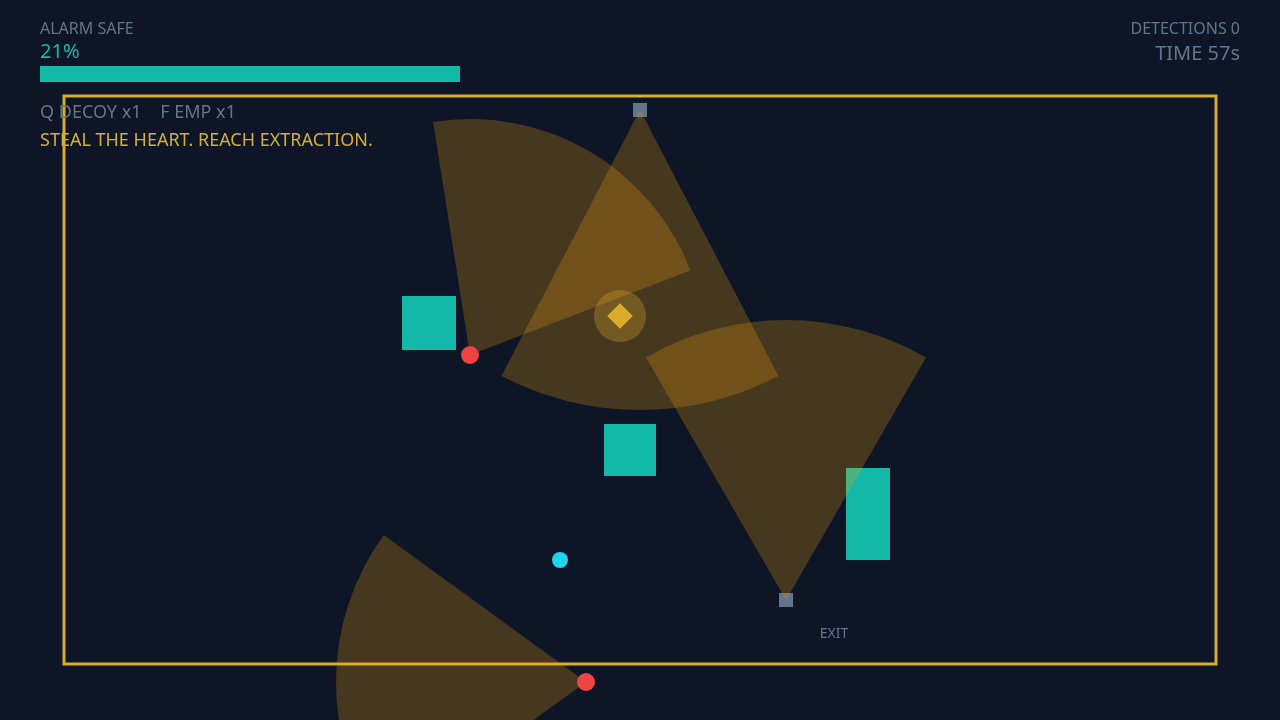 ALARM SAFE
21%
DETECTIONS 0
TIME 57s
Q DECOY x1 F EMP x1
STEAL THE HEART. REACH EXTRACTION.
EXIT